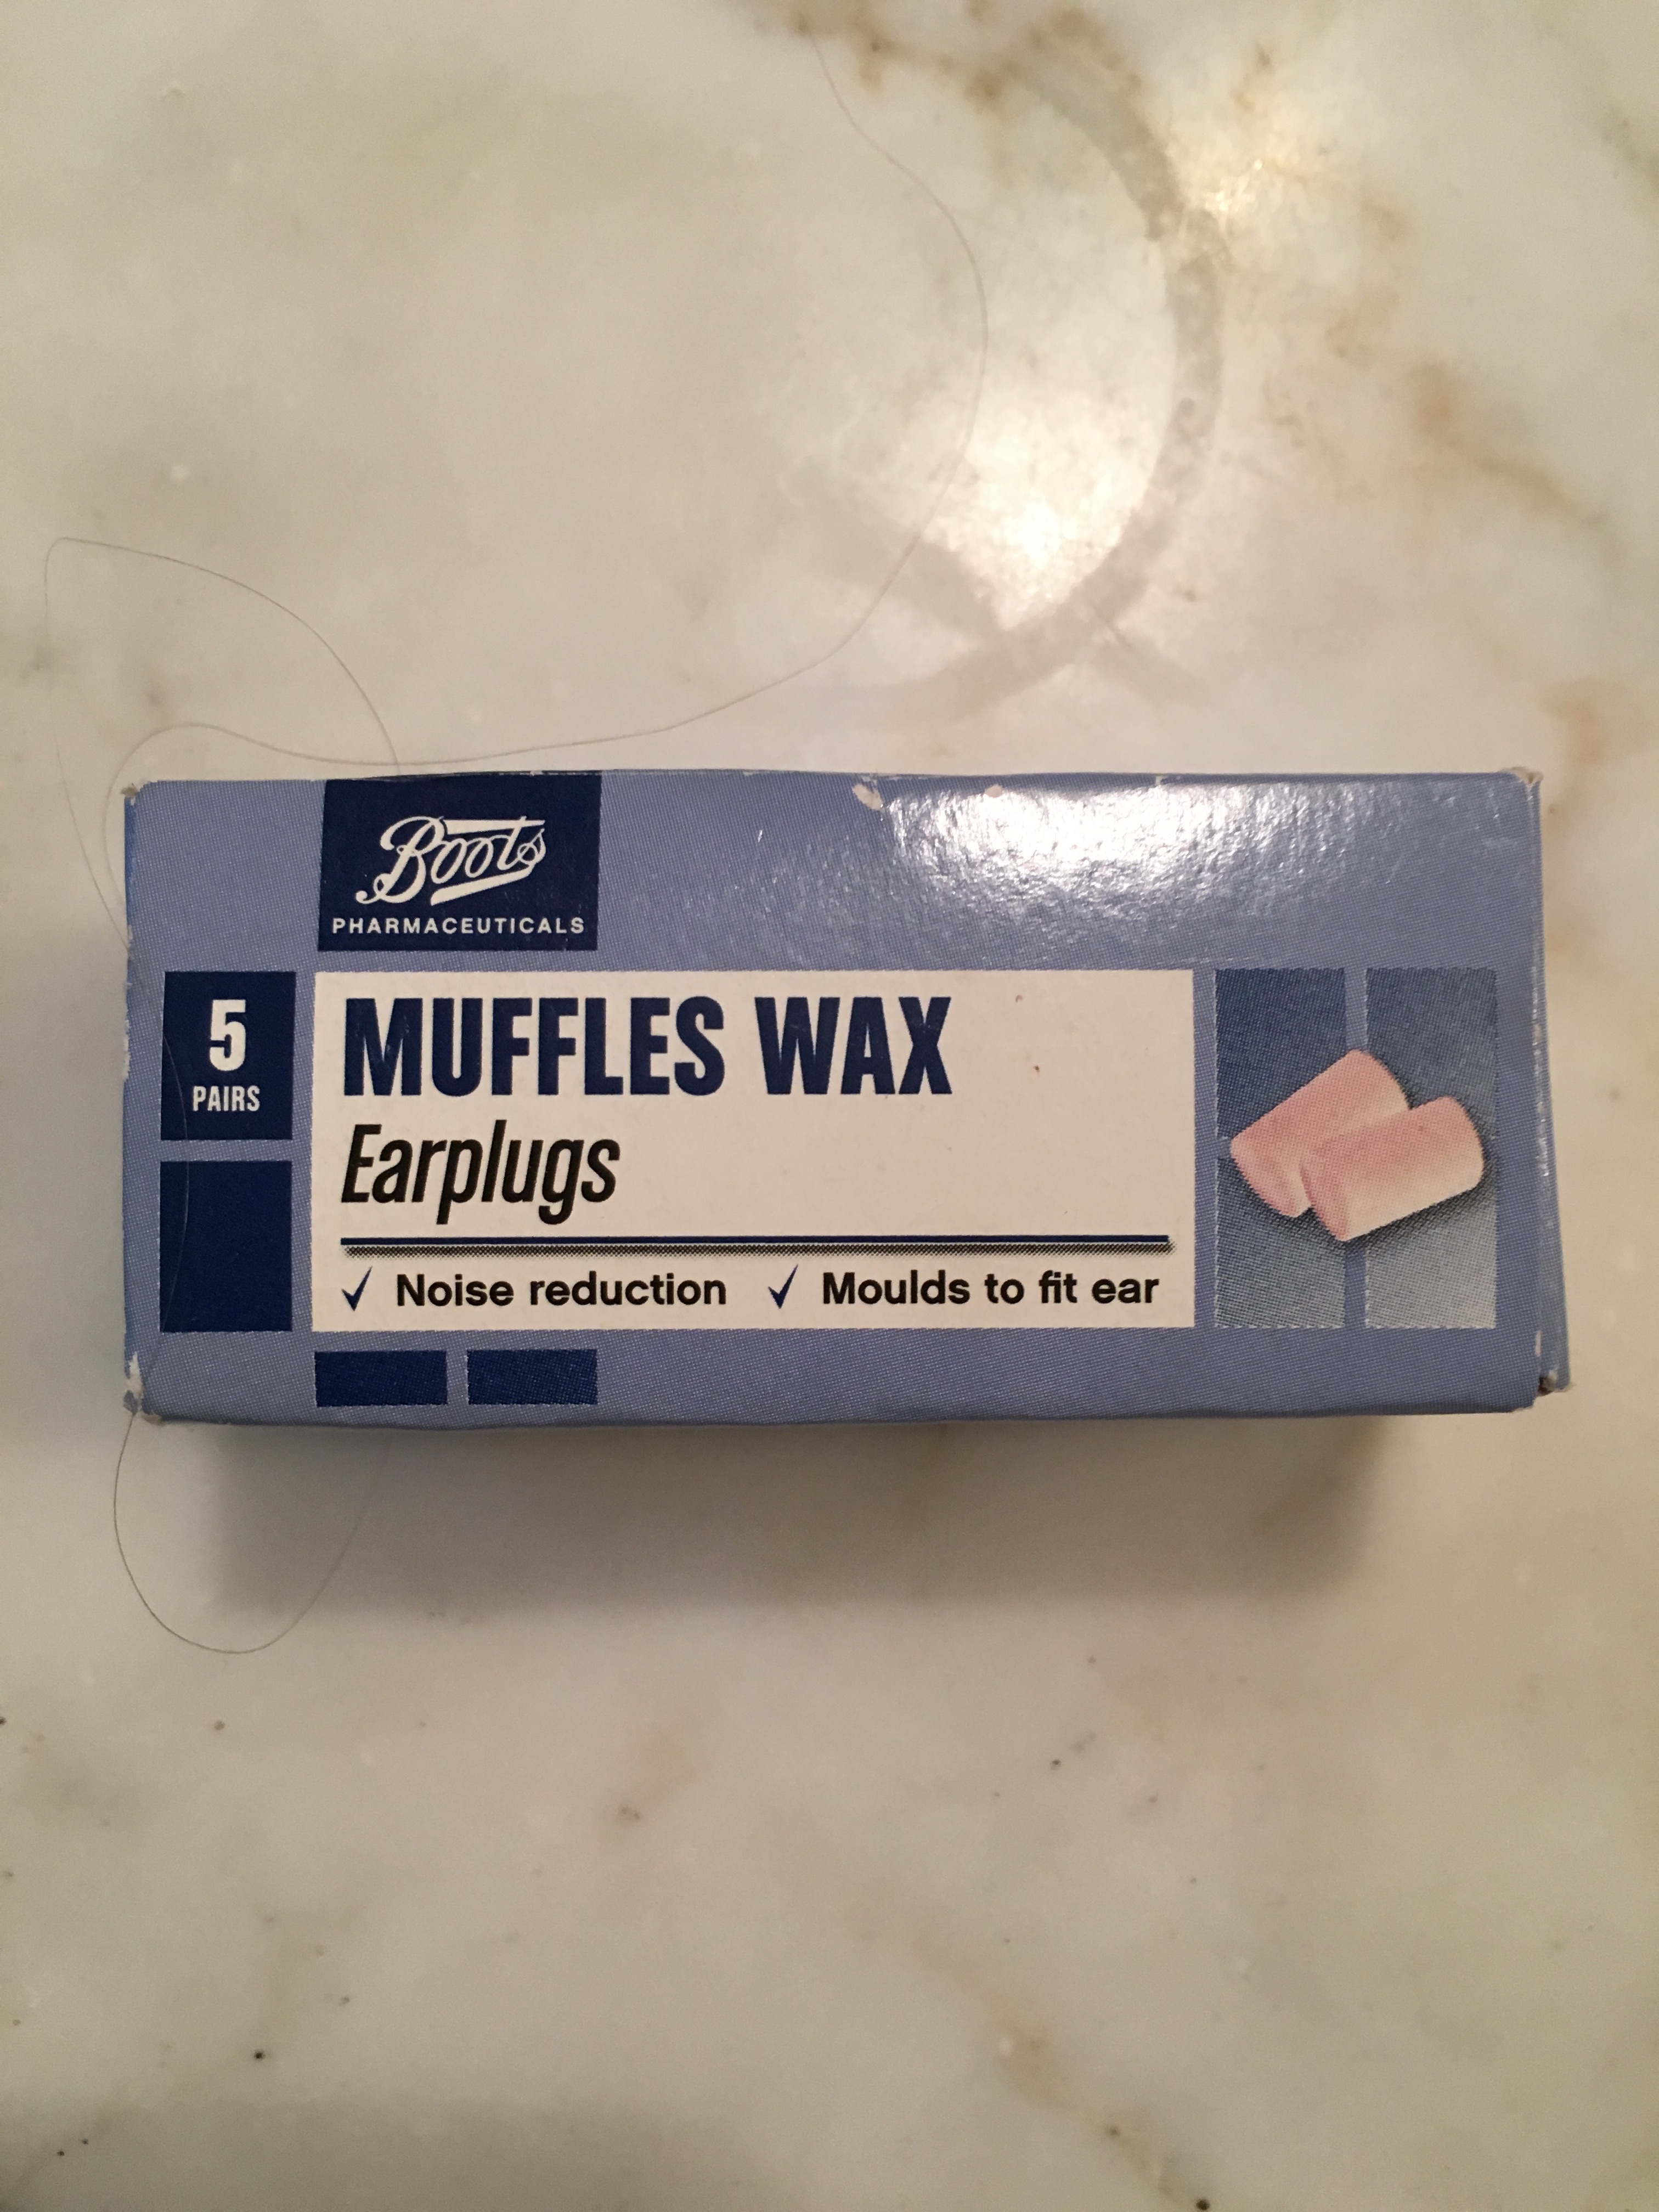 Boots
PHARMACEUTICALS
5
PAIRS
MUFFLES WAX
Earplugs
✓ Noise reduction ✓ Moulds to fit ear